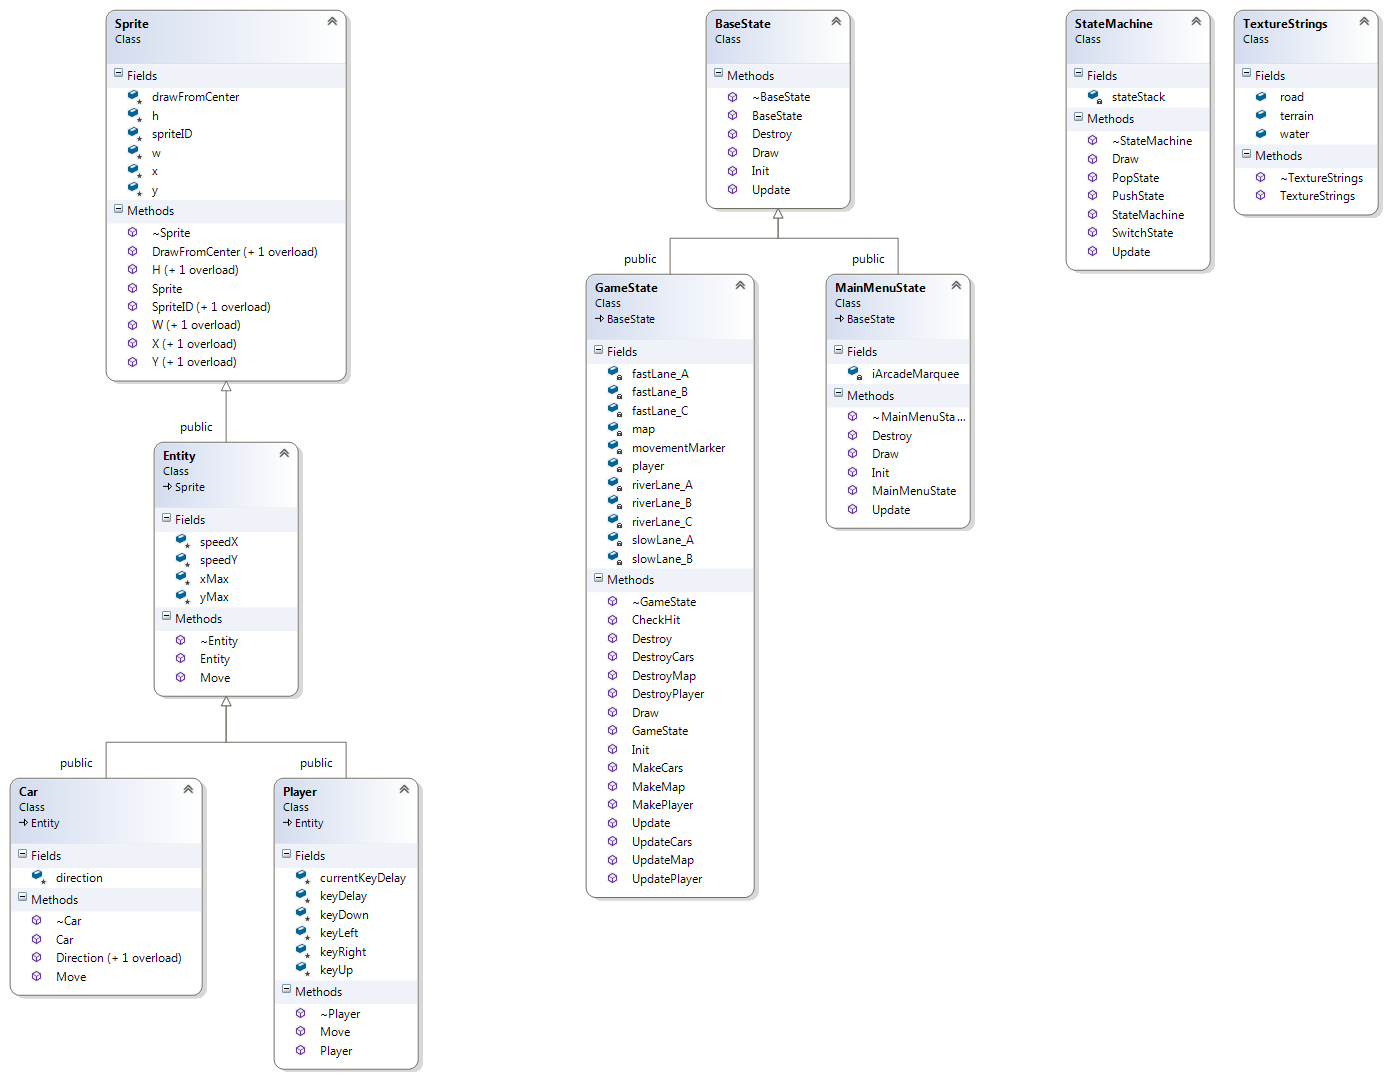 Sprite
Class
Fields
drawFromCenter
h
spriteID
w
x
y
Methods
~Sprite
DrawFromCenter (+ 1 overload)
H (+ 1 overload)
Sprite
SpriteID (+ 1 overload)
W (+ 1 overload)
X (+ 1 overload)
Y (+ 1 overload)
public
Entity
Class
Sprite
Fields
speedX
speedY
xMax
yMax
Methods
~Entity
Entity
Move
public
Car
Class
Entity
Fields
direction
Methods
~Car
Car
Direction (+ 1 overload)
Move
public
Player
Class
Entity
Fields
currentKeyDelay
keyDelay
keyDown
keyLeft
keyRight
keyUp
Methods
~Player
Move
Player
BaseState
Class
Methods
~BaseState
BaseState
Destroy
Draw
Init
Update
public
GameState
Class
BaseState
Fields
fastLane_A
fastLane_B
fastLane_C
map
movementMarker
player
riverLane_A
riverLane_B
riverLane_C
slowLane_A
slowLane_B
Methods
~GameState
CheckHit
Destroy
DestroyCars
DestroyMap
DestroyPlayer
Draw
GameState
Init
MakeCars
MakeMap
MakePlayer
Update
UpdateCars
UpdateMap
UpdatePlayer
public
MainMenuState
Class
BaseState
Fields
iArcadeMarquee
Methods
~MainMenuSta...
Destroy
Draw
Init
MainMenuState
Update
StateMachine
Class
Fields
stateStack
Methods
~StateMachine
Draw
PopState
PushState
StateMachine
SwitchState
Update
TextureStrings
Class
Fields
road
terrain
water
Methods
~TextureStrings
TextureStrings